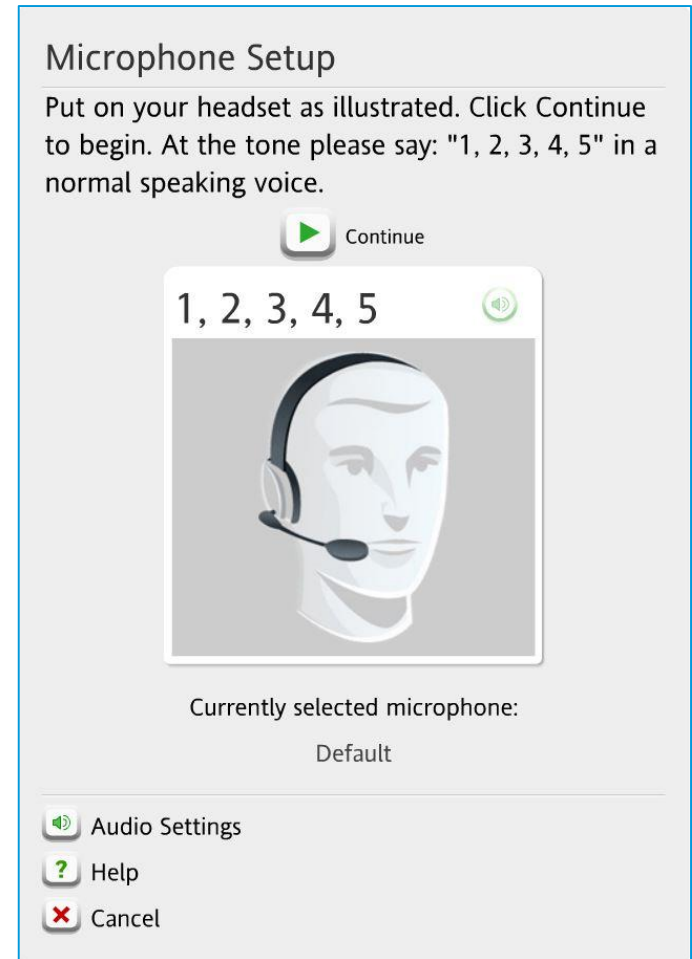 Microphone Setup
Put on your headset as illustrated. Click Continue
to begin. At the tone please say: "1, 2, 3, 4, 5" in a
normal speaking voice.
Continue
1, 2, 3, 4, 5
Currently selected microphone:
Default
Audio Settings
? Help
Cancel